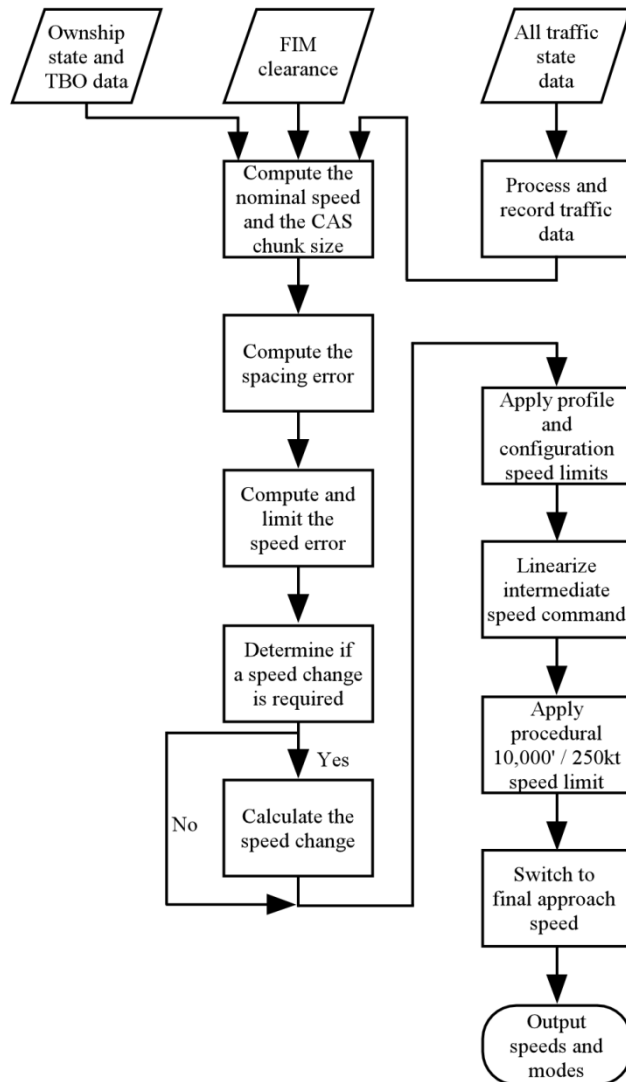 Ownship
state and
TBO data
FIM
clearance
All traffic
state
data
Compute the
nominal speed
and the CAS
chunk size
Process and
record traffic
data
Compute the
spacing error
Compute and
limit the
speed error
Determine if
a speed change
is required
Yes
No
Calculate the
speed change
Apply profile
and
configuration
speed limits
Linearize
intermediate
speed command
Apply
procedural
10,000' / 250kt
speed limit
Switch to
final approach
speed
Output
speeds and
modes